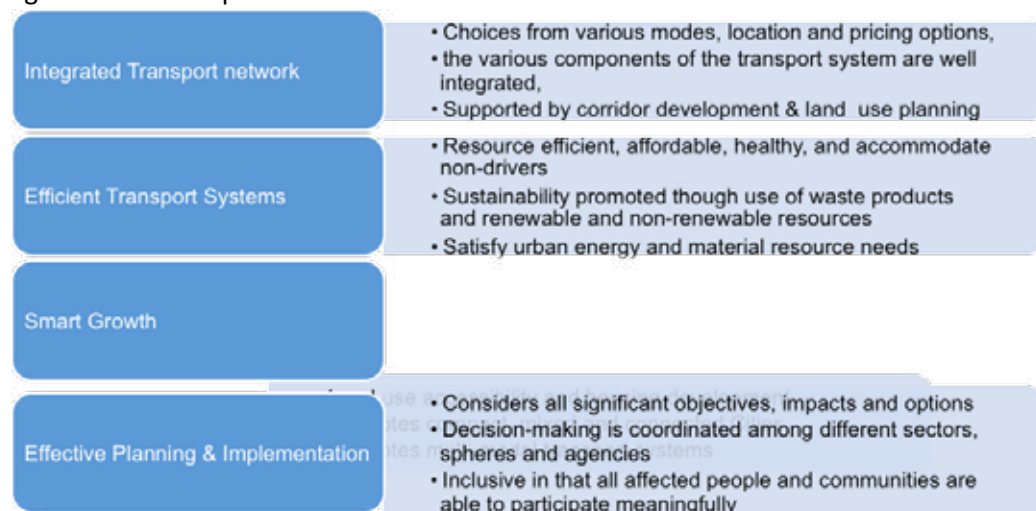 Integrated Transport network
• Choices from various modes, location and pricing options,
• the various components of the transport system are well
integrated,
• Supported by corridor development & land use planning
Efficient Transport Systems
• Resource efficient, affordable, healthy, and accommodate
non-drivers
• Sustainability promoted though use of waste products
and renewable and non-renewable resources
• Satisfy urban energy and material resource needs
Smart Growth
Effective Planning & Implementation
• Considers all significant objectives, impacts and options
• Decision-making is coordinated among different sectors,
spheres and agencies
• Inclusive in that all affected people and communities are
able to participate meaningfully